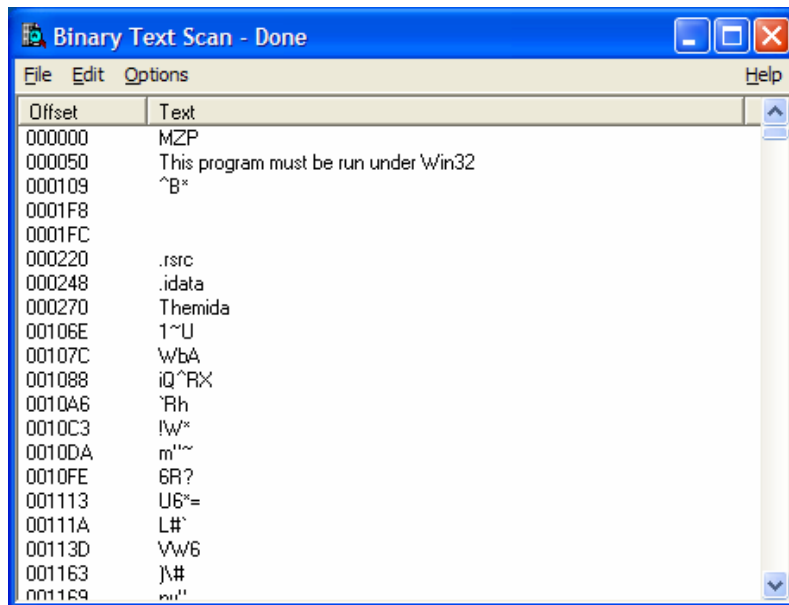 Binary Text Scan - Done
File Edit Options Help
Offset Text
000000 MZP
000050 This program must be run under Win32
000109 ^B*
0001F8
0001FC
000220 .rsrc
000248 .idata
000270 Themida
00106E 1~U
00107C WbA
001088 iQ^RX
0010A6 `Rh
0010C3 !W*
0010DA m"~
0010FE 6R?
001113 U6*=
00111A L#`
00113D VW6
001163 )\#
001169